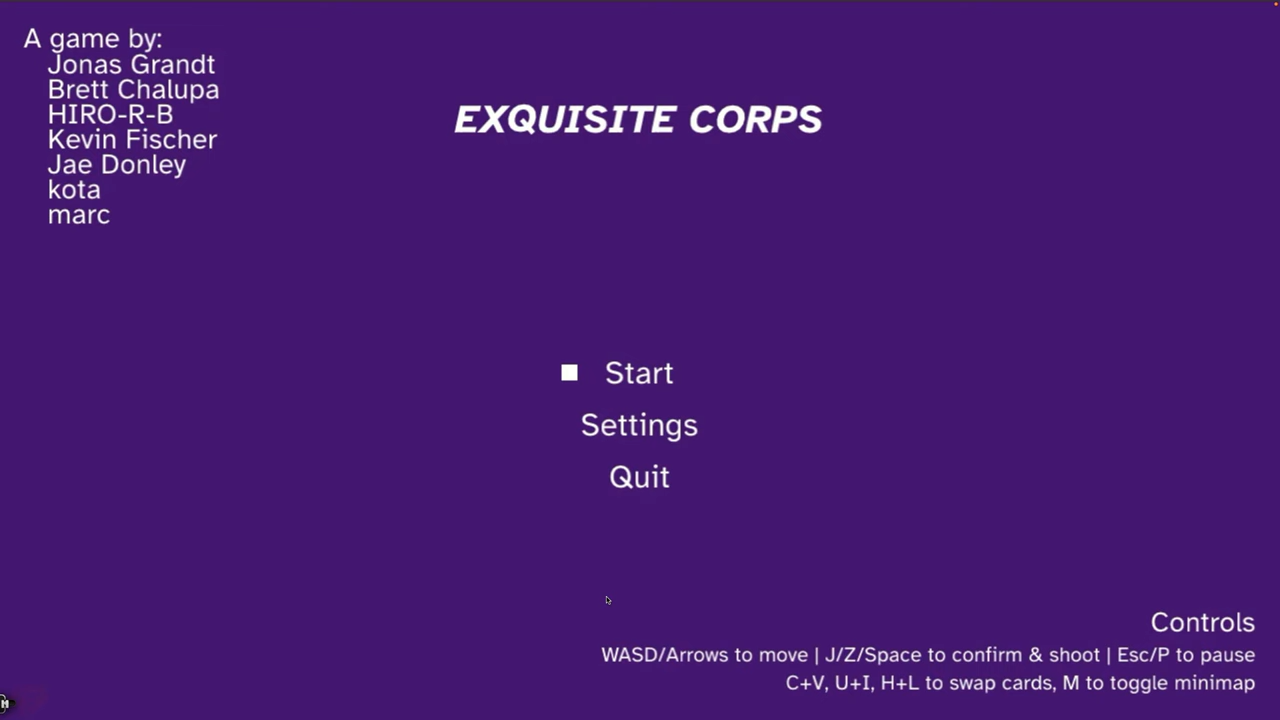 A game by:
Jonas Grandt
Brett Chalupa
HIRO-R-B
Kevin Fischer
Jae Donley
kota
marc
EXQUISITE CORPS
Start
Settings
Quit
Controls
WASD/Arrows to move | J/Z/Space to confirm & shoot | Esc/P to pause
C+V, U+I, H+L to swap cards, M to toggle minimap
M